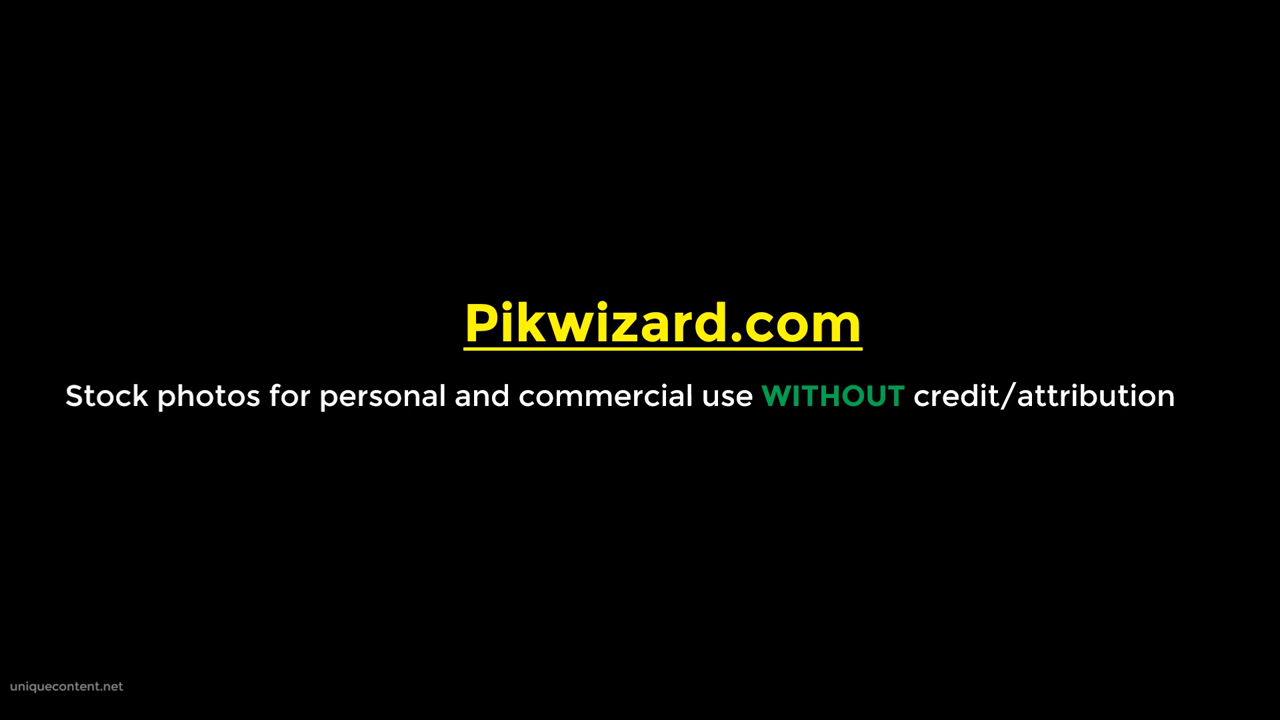 Pikwizard.com
Stock photos for personal and commercial use WITHOUT credit/attribution
uniquecontent.net